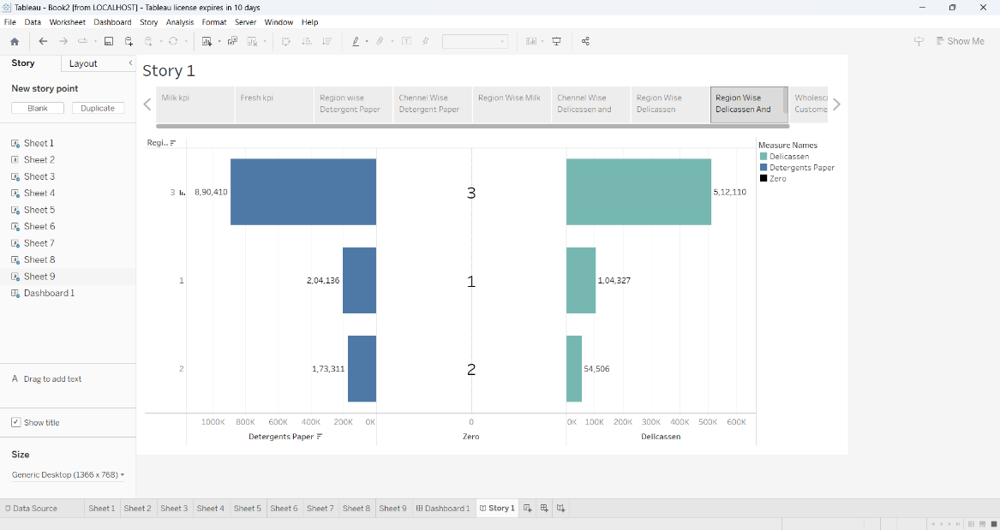 Tableau - Book2 [from LOCALHOST] - Tableau license expires in 10 days
File Data Worksheet Dashboard Story Analysis Format Server Window Help
Show Me
Story Layout
New story point
Blank Duplicate
Sheet 1
Sheet 2
Sheet 3
Sheet 4
Sheet 5
Sheet 6
Sheet 7
Sheet 8
Sheet 9
Dashboard 1
A Drag to add text
Show title
Size
Generic Desktop (1366 x 768)
Story 1
Milk kpi
Fresh kpi
Region wise
Detergent Paper
Chennel Wise
Detergent Paper
Region Wise Milk
Chennel Wise
Delicessen and
Region Wise
Delicassen
Region Wise
Delicassen And
Wholesca
Custome
Regi..
3 8,90,410 3 5,12,110
1 2,04,136 1 1,04,327
2 1,73,311 2 54,506
1000K 800K 600K 400K 200K 0K 0 0K 100K 200K 300K 400K 500K 600K
Detergents Paper Zero Delicassen
Measure Names
Delicassen
Detergents Paper
Zero
Data Source Sheet 1 Sheet 2 Sheet 3 Sheet 4 Sheet 5 Sheet 6 Sheet 7 Sheet 8 Sheet 9 Dashboard 1 Story 1